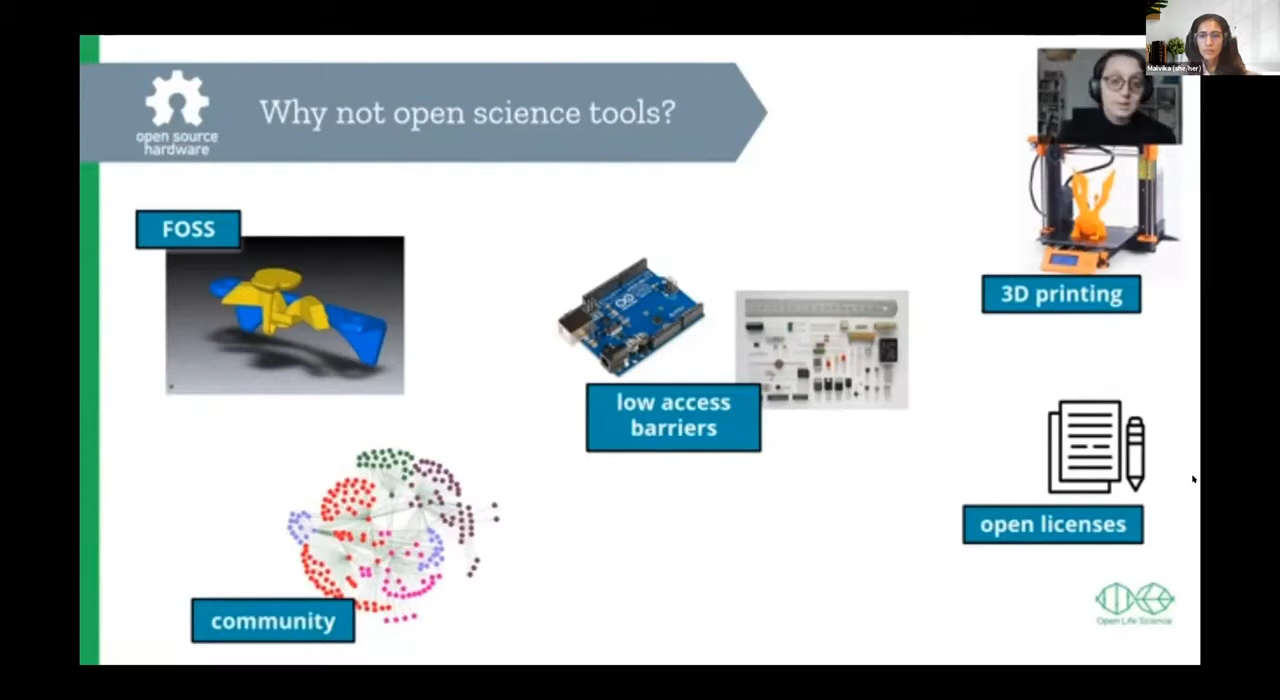 Malvika (she/her)
open source
hardware
Why not open science tools?
FOSS
3D printing
low access
barriers
open licenses
community
Open Life Science